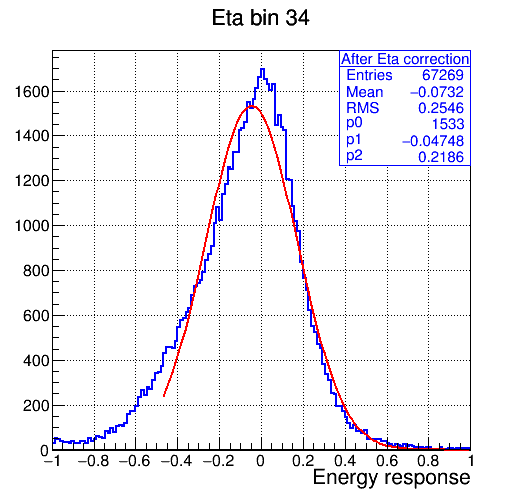 Eta bin 34
After Eta correction
Entries 67269
Mean −0.0732
RMS 0.2546
p0 1533
p1 −0.04748
p2 0.2186
1600
1400
1200
1000
800
600
400
200
0
−1 −0.8 −0.6 −0.4 −0.2 0 0.2 0.4 0.6 0.8 1
Energy response